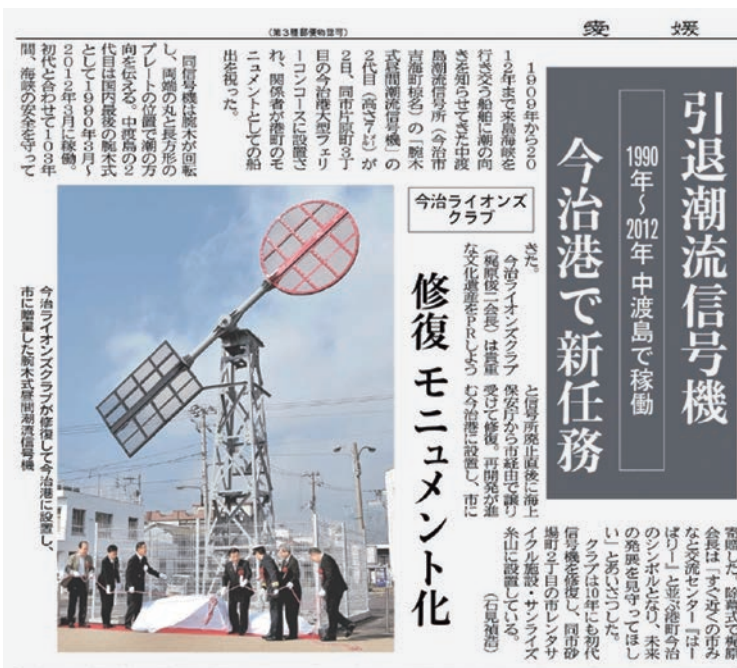 愛媛
(第3種郵便物認可)
引退潮流信号機
1990年～2012年 中渡島で稼働
今治港で新任務
今治ライオンズ
クラブ
修復 モニュメント化
1909年から20
12年まで来島海峡を
行き交う船舶に潮の向
きを知らせてきた中渡
島潮流信号所(今治市
吉海町椋名)の「腕木
式昼間潮流信号機」の
2代目(高さ7㍍)が
2日、同市片原町3丁
目の今治港大型フェリ
ーコンコースに設置さ
れ、関係者が港町のモ
ニュメントとしての船
出を祝った。
同信号機は腕木が回転
し、両端の丸と長方形の
プレートの位置で潮の方
向を伝える。中渡島の2
代目は国内最後の腕木式
として1990年3月～
2012年3月に稼働。
初代と合わせて103年
間、海峡の安全を守って
きた。
今治ライオンズクラブ
(梶原俊二会長)は貴重
な文化遺産をPRしよう
と信号所廃止直後に海上
保安庁から市経由で譲り
受けて修復。再開発が進
む今治港に設置し、市に
寄贈した。除幕式で梶原
会長は「すぐ近くの市み
なと交流センター『はー
ばりー』と並ぶ港町今治
のシンボルとなり、未来
の発展を見守ってほし
い」とあいさつした。
クラブは10年にも初代
信号機を修復し、同市砂
場町2丁目の市レンタサ
イクル施設・サンライズ
糸山に設置している。
(石見禎浩)
今治ライオンズクラブが修復して今治港に設置し、
市に贈呈した腕木式昼間潮流信号機